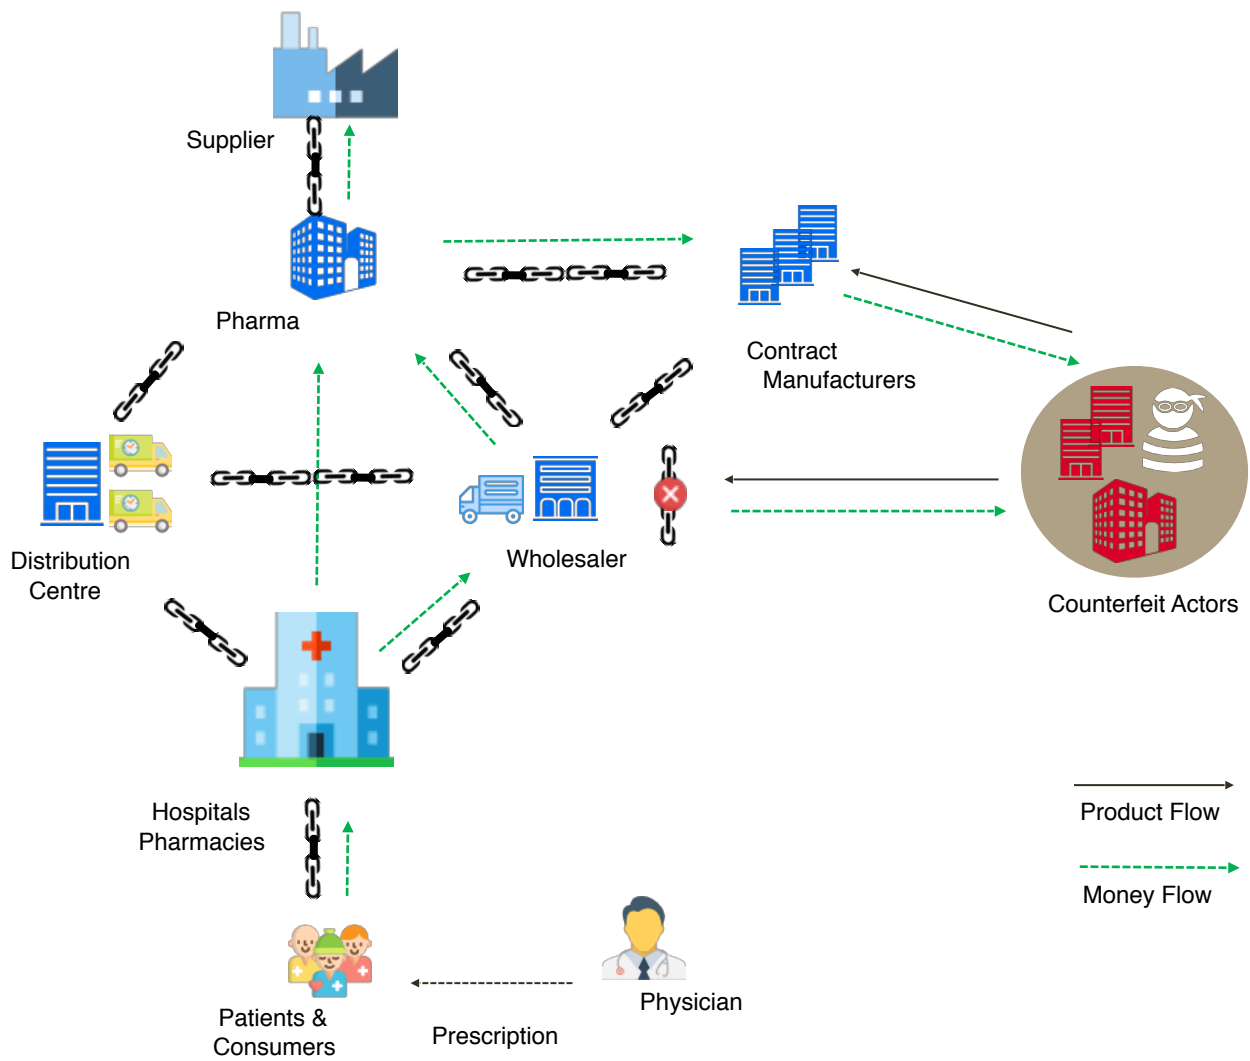 Supplier
Pharma
Contract
Manufacturers
Distribution
Centre
Wholesaler
Counterfeit Actors
Hospitals
Pharmacies
Product Flow
Money Flow
Physician
Patients &
Consumers
Prescription